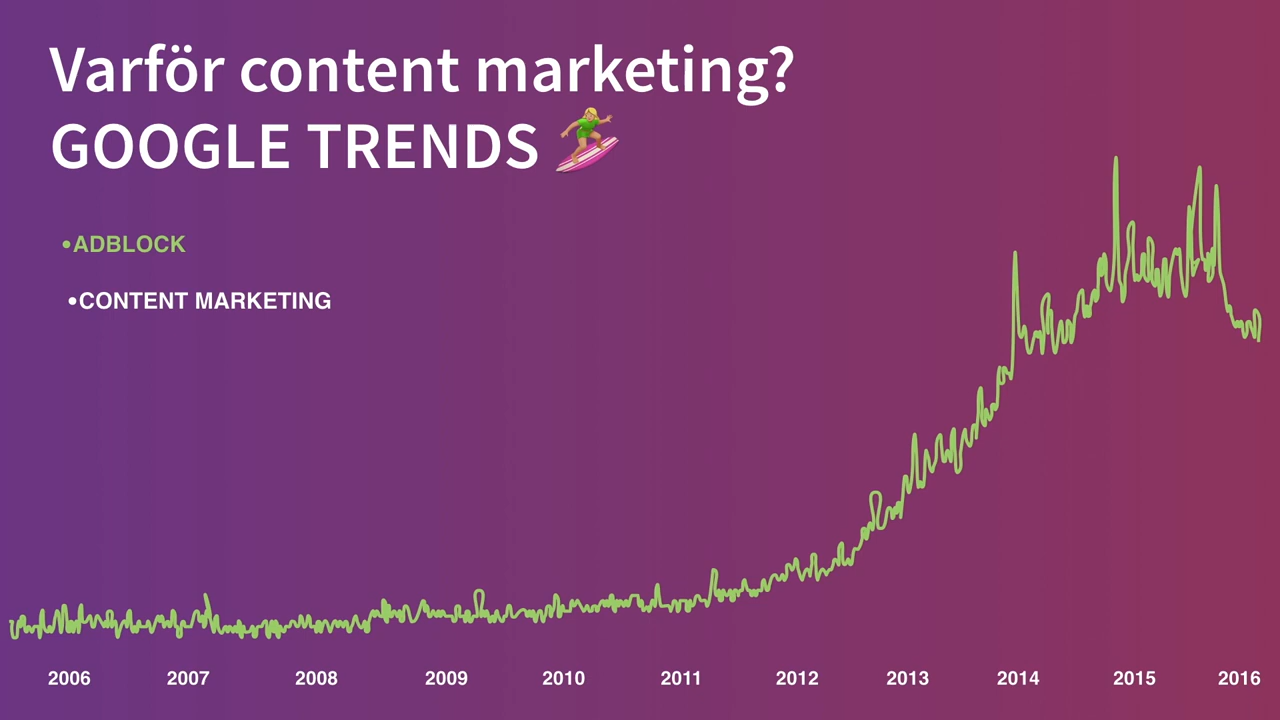 Varför content marketing?
GOOGLE TRENDS
•ADBLOCK
•CONTENT MARKETING
2006 2007 2008 2009 2010 2011 2012 2013 2014 2015 2016